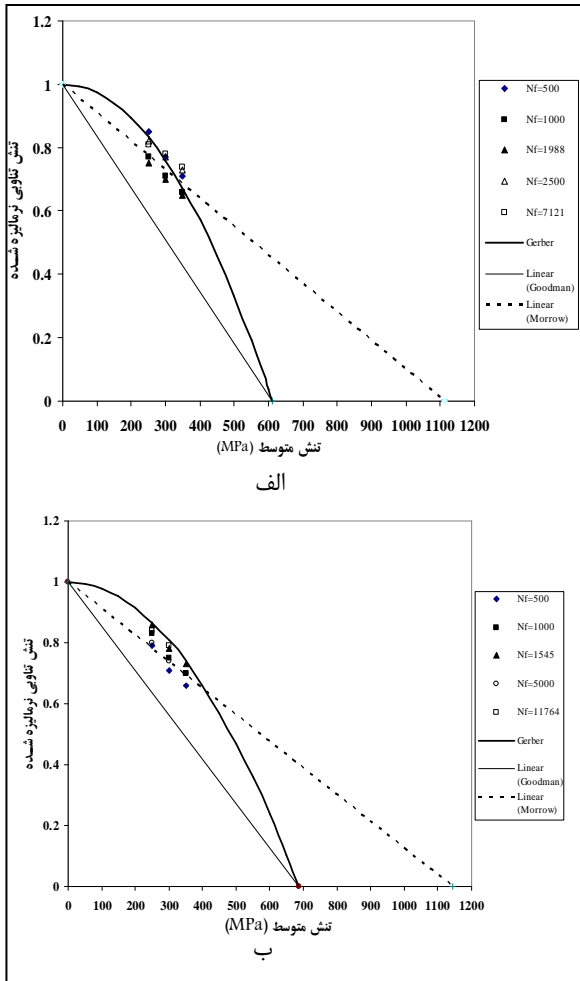 1.2
1
0.8
0.6
0.4
0.2
0
تنش تناوبی نرمالیزه شده
0 100 200 300 400 500 600 700 800 900 1000 1100 1200
تنش متوسط (MPa)
Nf=500
Nf=1000
Nf=1988
Nf=2500
Nf=7121
Gerber
Linear
(Goodman)
Linear
(Morrow)
الف
1.2
1
0.8
0.6
0.4
0.2
0
تنش تناوبی نرمالیزه شده
0 100 200 300 400 500 600 700 800 900 1000 1100 1200
تنش متوسط (MPa)
Nf=500
Nf=1000
Nf=1545
Nf=5000
Nf=11764
Gerber
Linear
(Goodman)
Linear
(Morrow)
ب